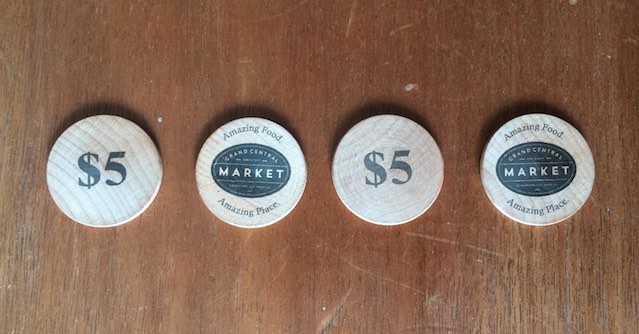 $5
Amazing Food.
GRAND CENTRAL
MARKET
Amazing Place.
$5
Amazing Food.
GRAND CENTRAL
MARKET
Amazing Place.